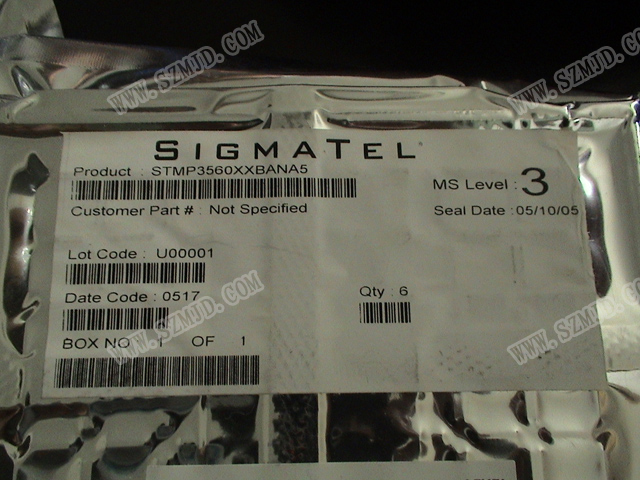 SIGMATEL
Product : STMP3560XXBANA5
MS Level : 3
Customer Part # : Not Specified
Seal Date : 05/10/05
Lot Code : U00001
Date Code : 0517
Qty : 6
BOX NO 1 OF 1
WWW.SZMJD.COM
WWW.SZMJD.COM
WWW.SZMJD.COM
WWW.SZMJD.COM